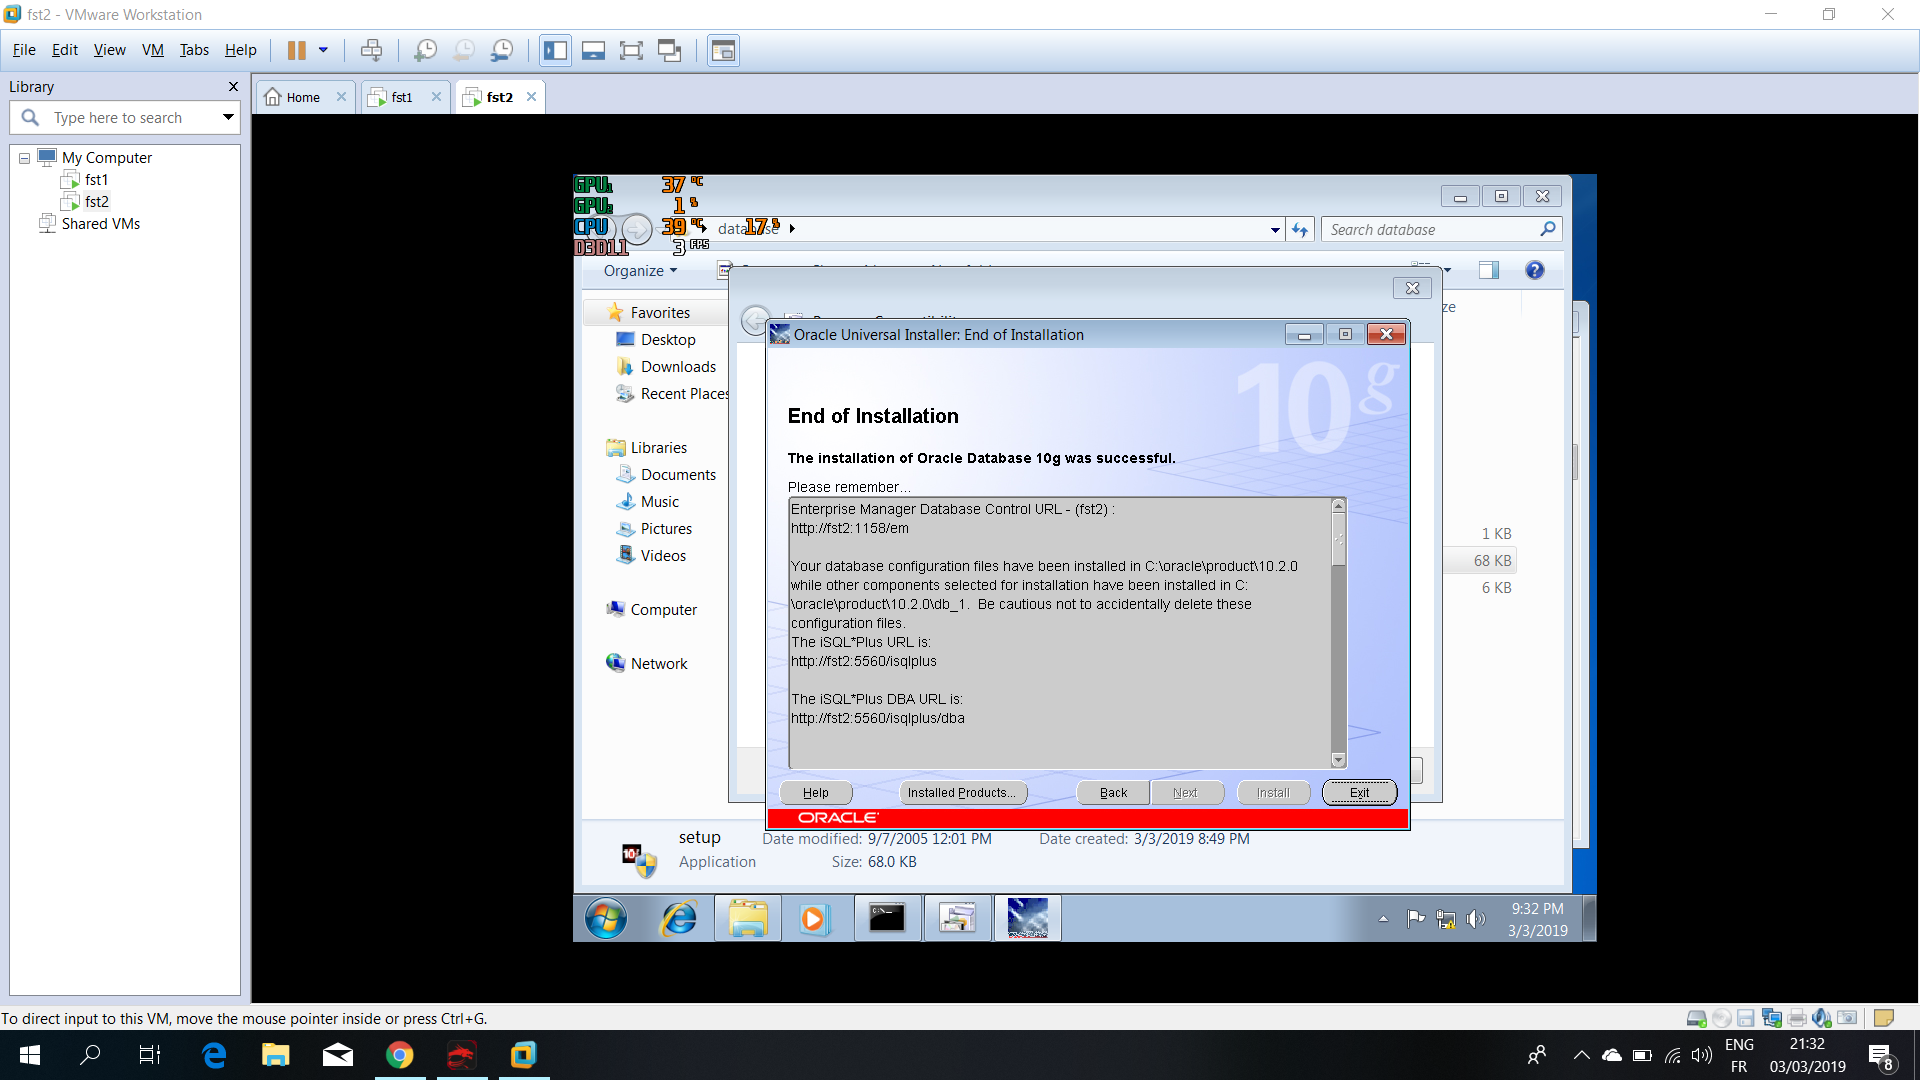 fst2 - VMware Workstation
File Edit View VM Tabs Help
Library
Type here to search
My Computer
fst1
fst2
Shared VMs
Home
fst1
fst2
GPU1 37 °C
GPU2 1 %
CPU 39 °C 17 %
D3D11 3 FPS
database
Search database
Organize
Favorites
Desktop
Downloads
Recent Places
Libraries
Documents
Music
Pictures
Videos
Computer
Network
1 KB
68 KB
6 KB
Oracle Universal Installer: End of Installation
10g
End of Installation
The installation of Oracle Database 10g was successful.
Please remember...
Enterprise Manager Database Control URL - (fst2) :
http://fst2:1158/em
Your database configuration files have been installed in C:\oracle\product\10.2.0
while other components selected for installation have been installed in C:
\oracle\product\10.2.0\db_1.  Be cautious not to accidentally delete these
configuration files.
The iSQL*Plus URL is:
http://fst2:5560/isqlplus
The iSQL*Plus DBA URL is:
http://fst2:5560/isqlplus/dba
Help Installed Products... Back Next Install Exit
ORACLE
setup Date modified: 9/7/2005 12:01 PM Date created: 3/3/2019 8:49 PM
Application Size: 68.0 KB
9:32 PM
3/3/2019
To direct input to this VM, move the mouse pointer inside or press Ctrl+G.
ENG
FR
21:32
03/03/2019
8